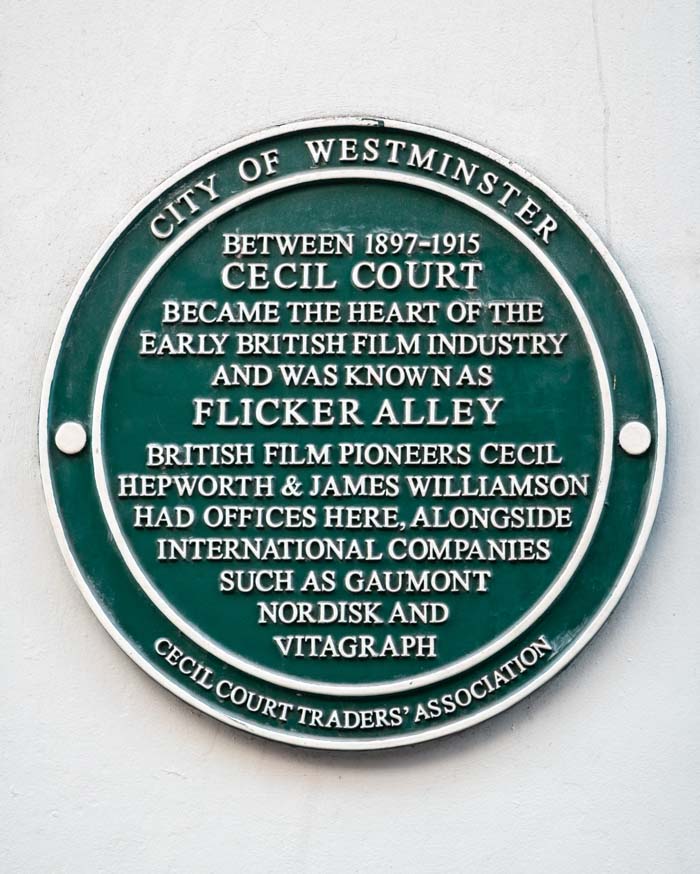 CITY OF WESTMINSTER
BETWEEN 1897-1915
CECIL COURT
BECAME THE HEART OF THE
EARLY BRITISH FILM INDUSTRY
AND WAS KNOWN AS
FLICKER ALLEY
BRITISH FILM PIONEERS CECIL
HEPWORTH & JAMES WILLIAMSON
HAD OFFICES HERE, ALONGSIDE
INTERNATIONAL COMPANIES
SUCH AS GAUMONT
NORDISK AND
VITAGRAPH
CECIL COURT TRADERS' ASSOCIATION